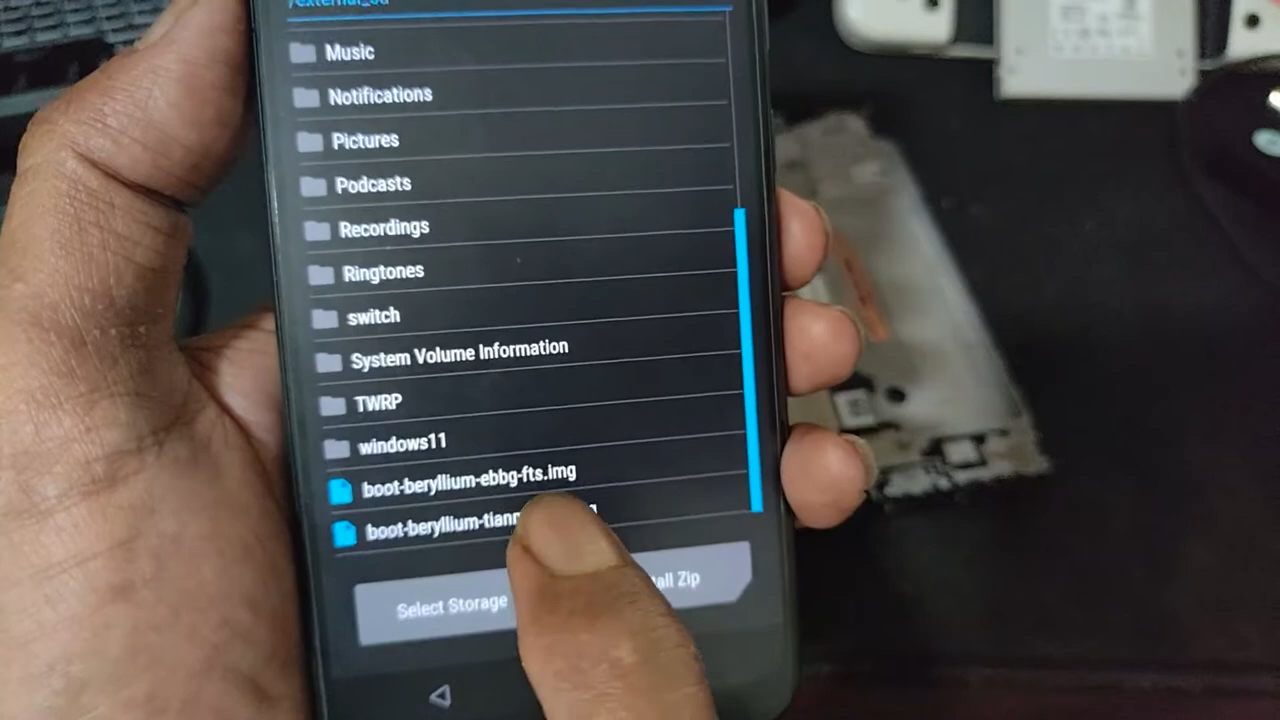 /external_sd
Music
Notifications
Pictures
Podcasts
Recordings
Ringtones
switch
System Volume Information
TWRP
windows11
boot-beryllium-ebbg-fts.img
boot-beryllium-tian
Select Storage
Zip